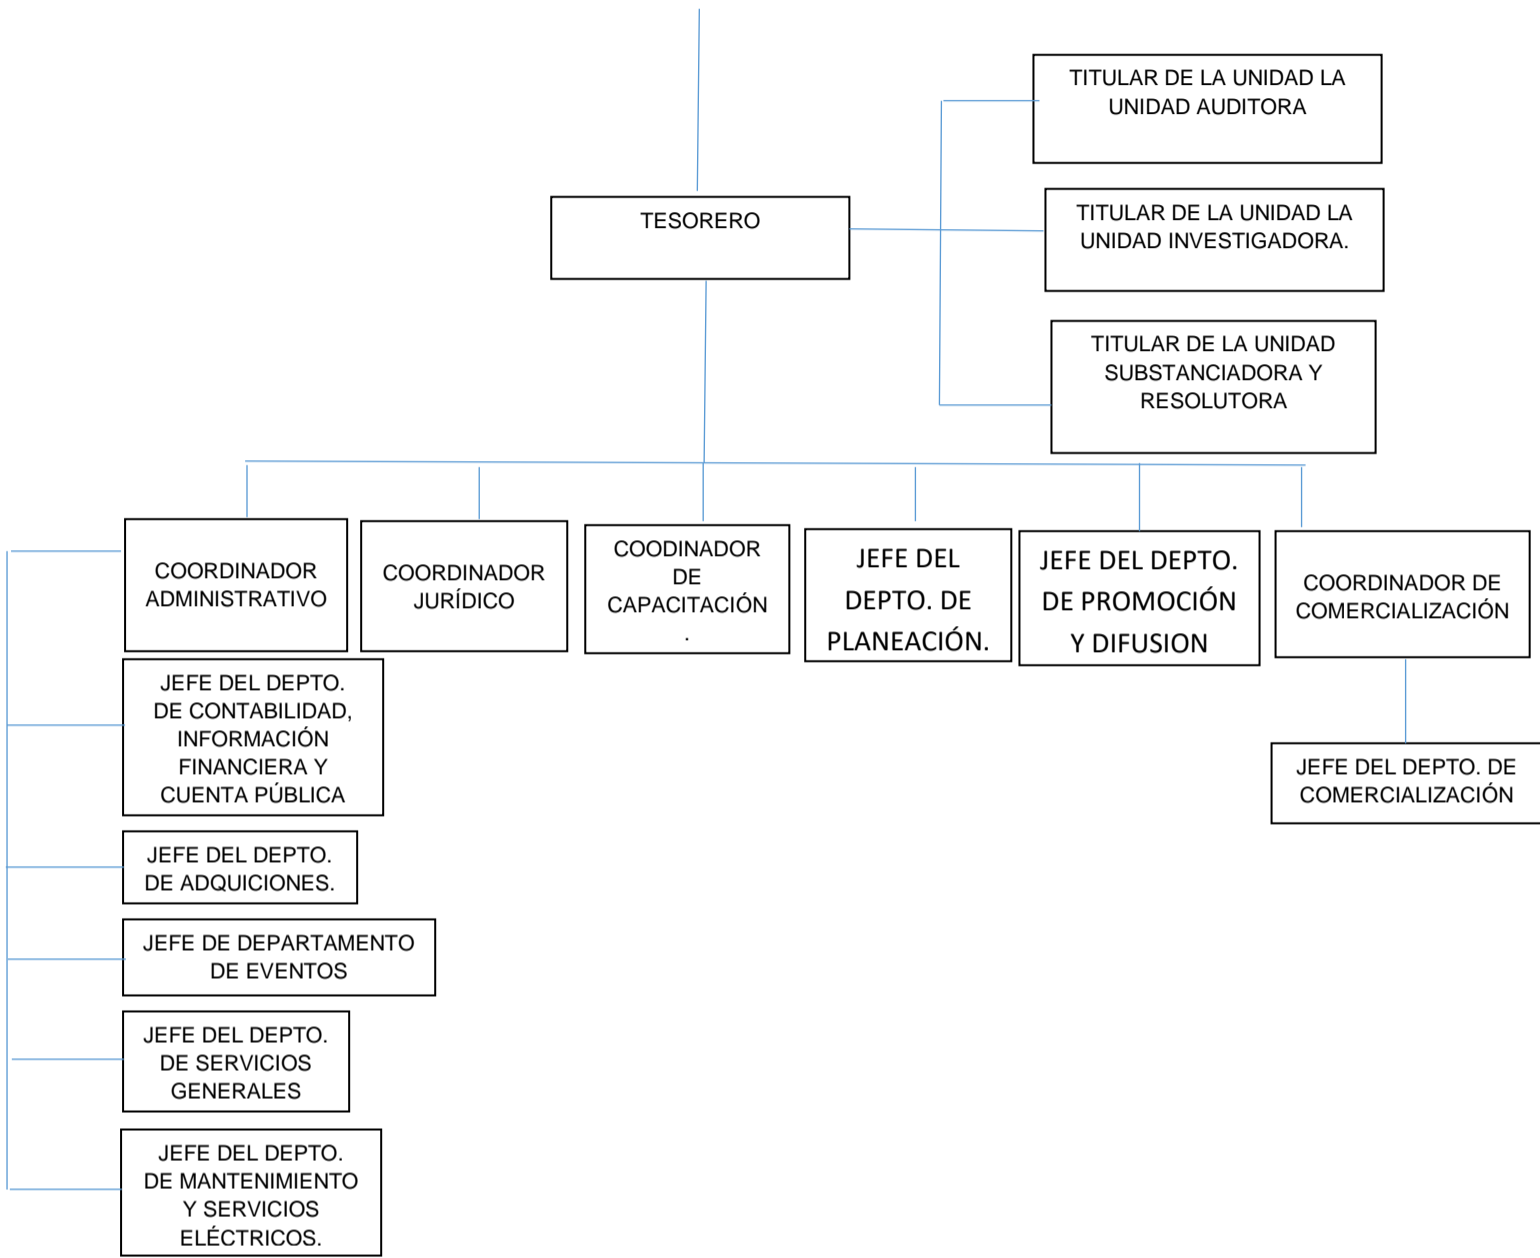 TITULAR DE LA UNIDAD LA
UNIDAD AUDITORA
TESORERO
TITULAR DE LA UNIDAD LA
UNIDAD INVESTIGADORA.
TITULAR DE LA UNIDAD
SUBSTANCIADORA Y
RESOLUTORA
COORDINADOR
ADMINISTRATIVO
COORDINADOR
JURÍDICO
COODINADOR
DE
CAPACITACIÓN
.
JEFE DEL
DEPTO. DE
PLANEACIÓN.
JEFE DEL DEPTO.
DE PROMOCIÓN
Y DIFUSION
COORDINADOR DE
COMERCIALIZACIÓN
JEFE DEL DEPTO.
DE CONTABILIDAD,
INFORMACIÓN
FINANCIERA Y
CUENTA PÚBLICA
JEFE DEL DEPTO. DE
COMERCIALIZACIÓN
JEFE DEL DEPTO.
DE ADQUICIONES.
JEFE DE DEPARTAMENTO
DE EVENTOS
JEFE DEL DEPTO.
DE SERVICIOS
GENERALES
JEFE DEL DEPTO.
DE MANTENIMIENTO
Y SERVICIOS
ELÉCTRICOS.